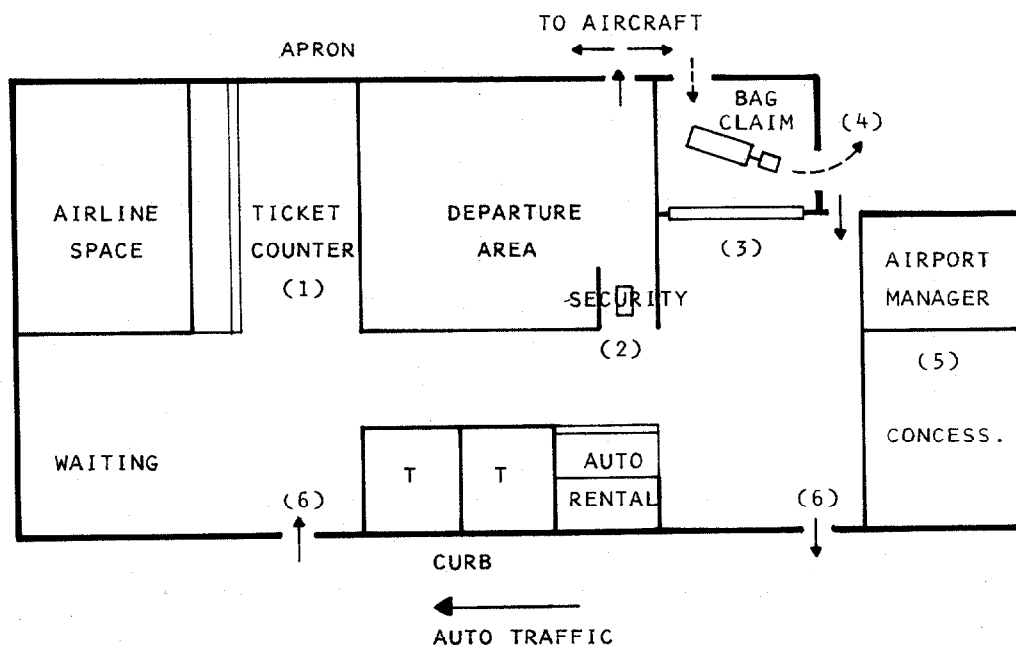 TO AIRCRAFT
APRON
BAG
CLAIM
(4)
AIRLINE
SPACE
TICKET
COUNTER
(1)
DEPARTURE
AREA
(3)
SECURITY
(2)
AIRPORT
MANAGER
(5)
CONCESS.
WAITING
T
T
AUTO
RENTAL
(6)
(6)
CURB
AUTO TRAFFIC